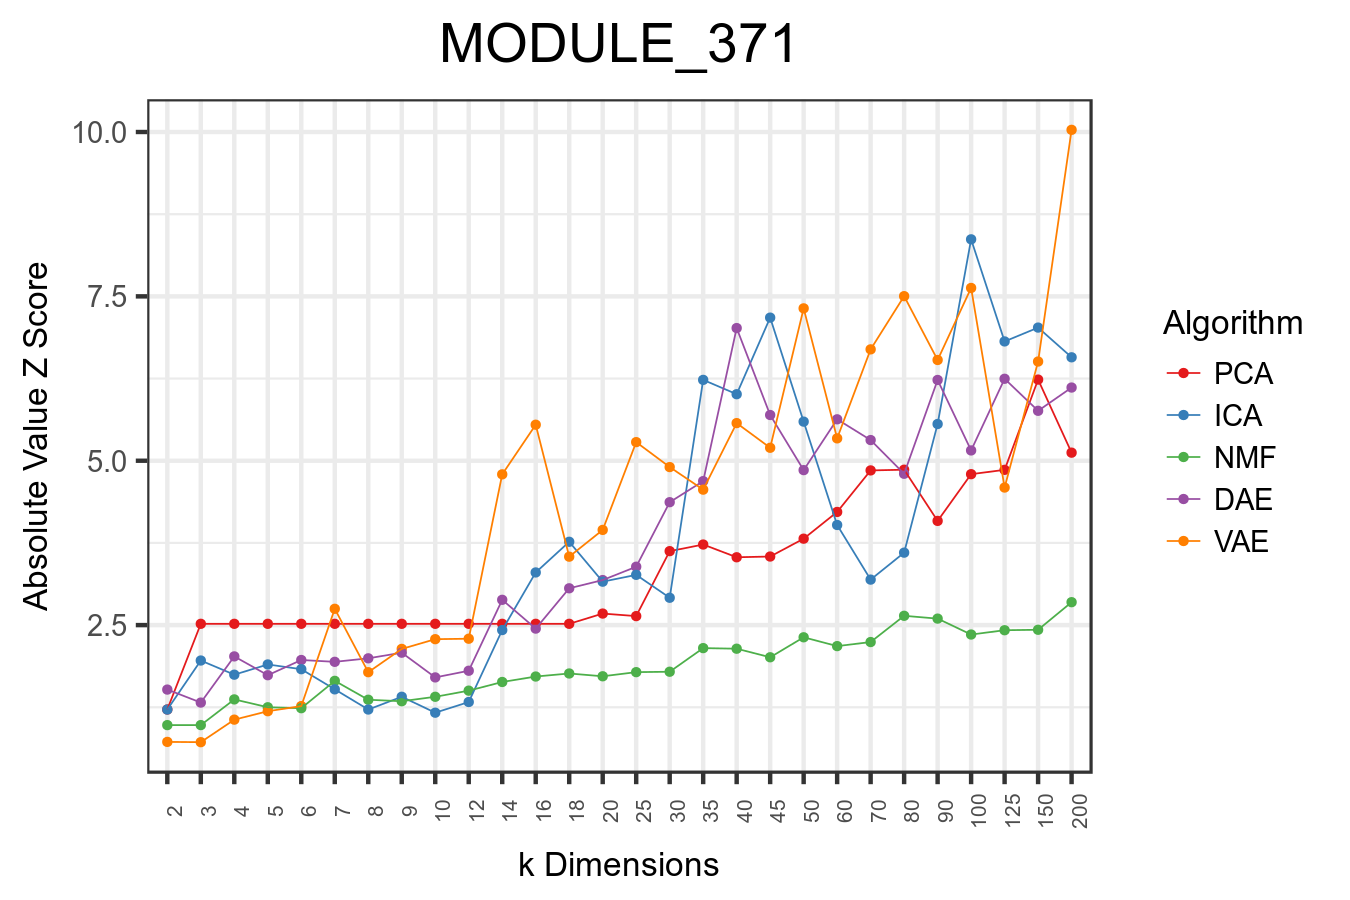 MODULE_371
Absolute Value Z Score
10.0
7.5
5.0
2.5
2 3 4 5 6 7 8 9 10 12 14 16 18 20 25 30 35 40 45 50 60 70 80 90 100 125 150 200
k Dimensions
Algorithm
PCA
ICA
NMF
DAE
VAE